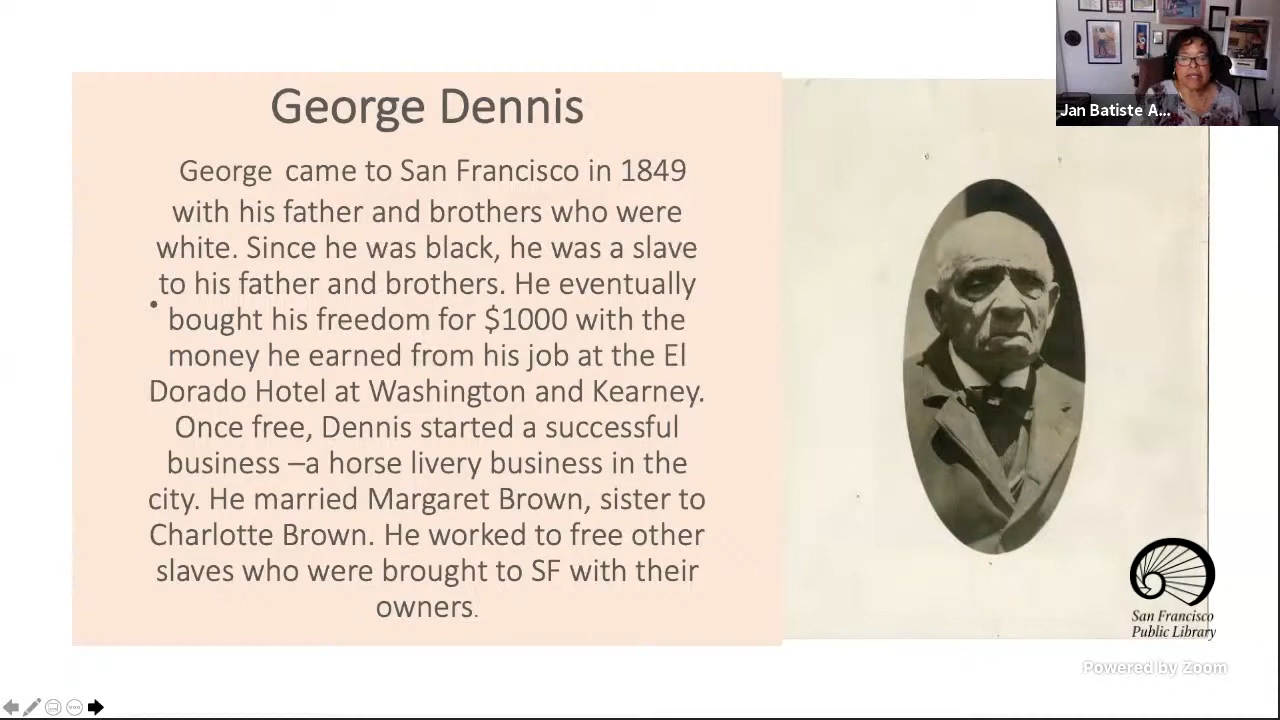 George Dennis
George came to San Francisco in 1849
with his father and brothers who were
white. Since he was black, he was a slave
to his father and brothers. He eventually
• bought his freedom for $1000 with the
money he earned from his job at the El
Dorado Hotel at Washington and Kearney.
Once free, Dennis started a successful
business –a horse livery business in the
city. He married Margaret Brown, sister to
Charlotte Brown. He worked to free other
slaves who were brought to SF with their
owners.
Jan Batiste A...
San Francisco
Public Library
Powered by Zoom